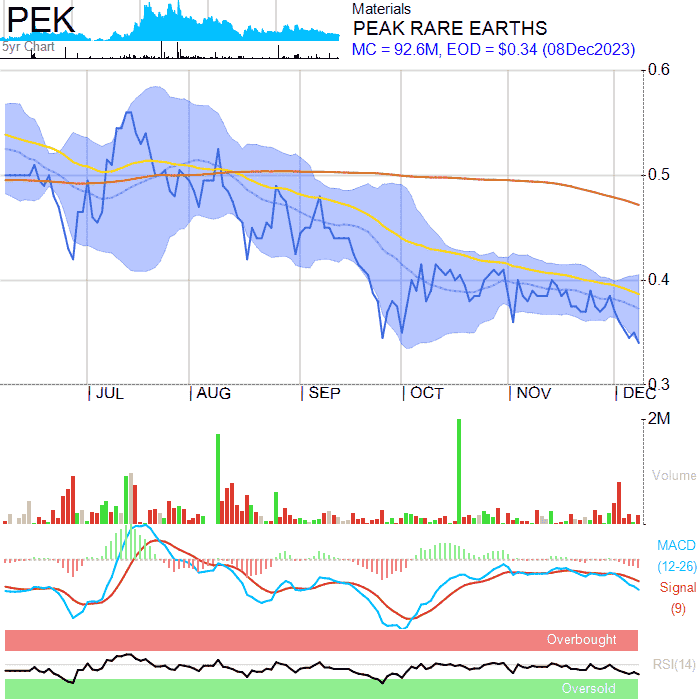 PEK
5yr Chart
Materials
PEAK RARE EARTHS
MC = 92.6M, EOD = $0.34 (08Dec2023)
0.6
0.5
0.4
0.3
JUL AUG SEP OCT NOV DEC
2M
Volume
MACD
(12-26)
Signal
(9)
Overbought
RSI(14)
Oversold